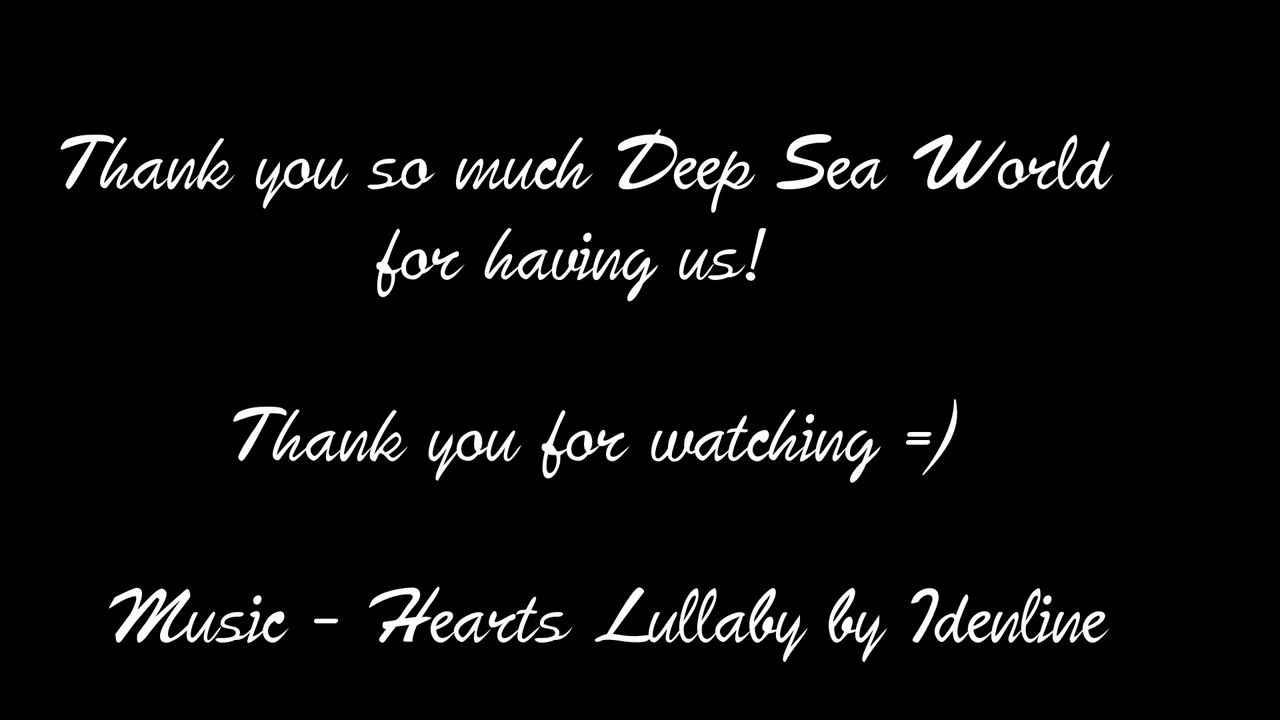 Thank you so much Deep Sea World
for having us!
Thank you for watching =)
Music - Hearts Lullaby by Idenline